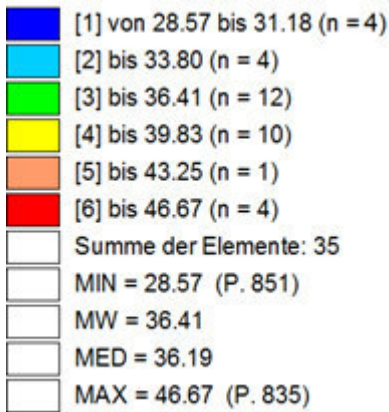 [1] von 28.57 bis 31.18 (n = 4)
[2] bis 33.80 (n = 4)
[3] bis 36.41 (n = 12)
[4] bis 39.83 (n = 10)
[5] bis 43.25 (n = 1)
[6] bis 46.67 (n = 4)
Summe der Elemente: 35
MIN = 28.57 (P. 851)
MW = 36.41
MED = 36.19
MAX = 46.67 (P. 835)